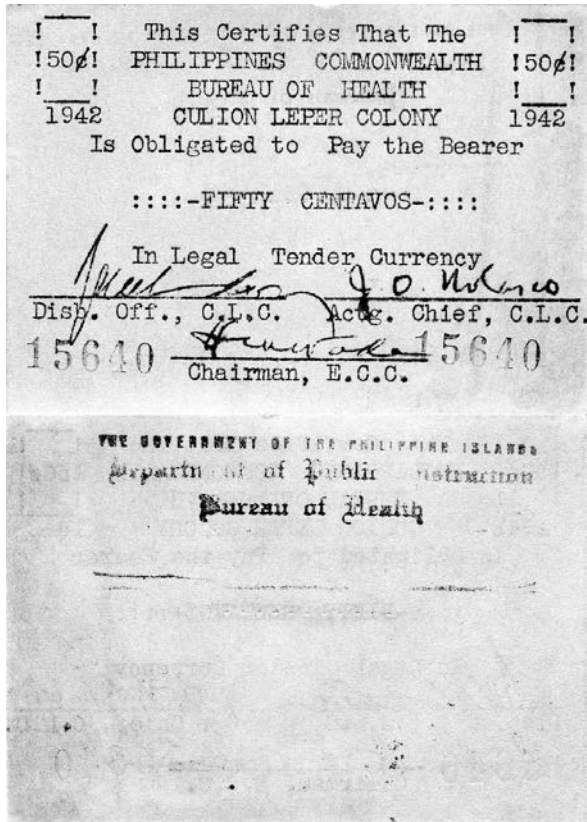 This Certifies That The
!50¢! PHILIPPINES COMMONWEALTH !50¢!
BUREAU OF HEALTH
1942 CULION LEPER COLONY 1942
Is Obligated to Pay the Bearer
::::-FIFTY CENTAVOS-::::
In Legal Tender Currency
J. O. Nolasco
Disb. Off., C.L.C. Actg. Chief, C.L.C.
15640 15640
Chairman, E.C.C.
THE GOVERNMENT OF THE PHILIPPINE ISLANDS
of Public
Bureau of Health